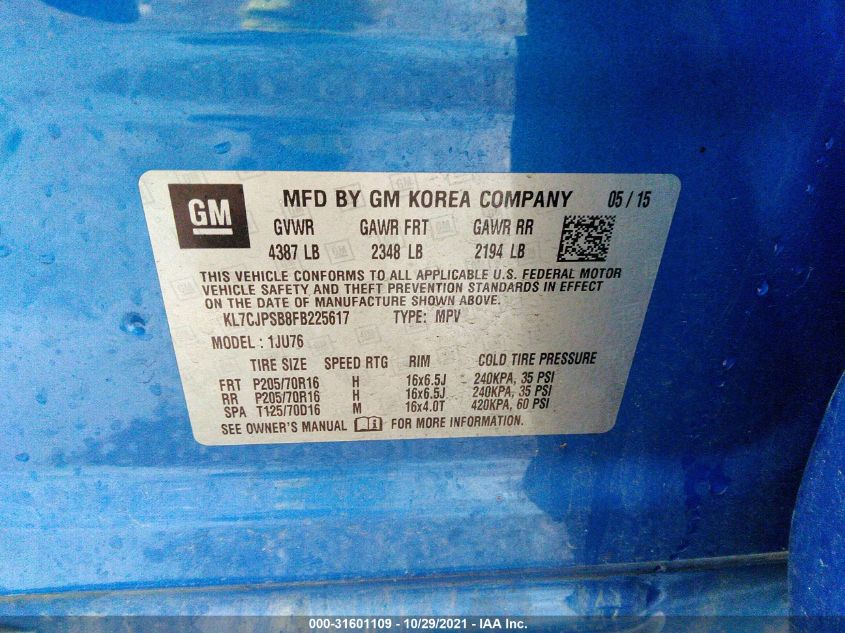 GM
MFD BY GM KOREA COMPANY 05 / 15
GVWR GAWR FRT GAWR RR
4387 LB 2348 LB 2194 LB
THIS VEHICLE CONFORMS TO ALL APPLICABLE U.S. FEDERAL MOTOR
VEHICLE SAFETY AND THEFT PREVENTION STANDARDS IN EFFECT
ON THE DATE OF MANUFACTURE SHOWN ABOVE.
KL7CJPSB8FB225617 TYPE: MPV
MODEL : 1JU76
TIRE SIZE SPEED RTG RIM COLD TIRE PRESSURE
FRT P205/70R16 H 16x6.5J 240KPA, 35 PSI
RR P205/70R16 H 16x6.5J 240KPA, 35 PSI
SPA T125/70D16 M 16x4.0T 420KPA, 60 PSI
SEE OWNER'S MANUAL FOR MORE INFORMATION.
000-31601109 - 10/29/2021 - IAA Inc.